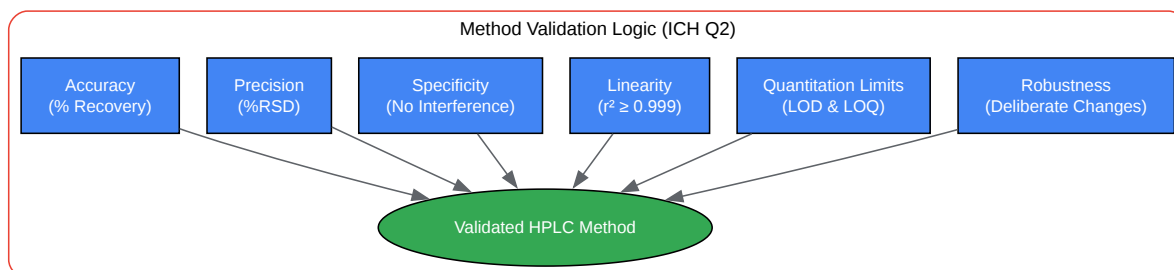 Method Validation Logic (ICH Q2)
Accuracy
(% Recovery)
Precision
(%RSD)
Specificity
(No Interference)
Linearity
(r² ≥ 0.999)
Quantitation Limits
(LOD & LOQ)
Robustness
(Deliberate Changes)
Validated HPLC Method